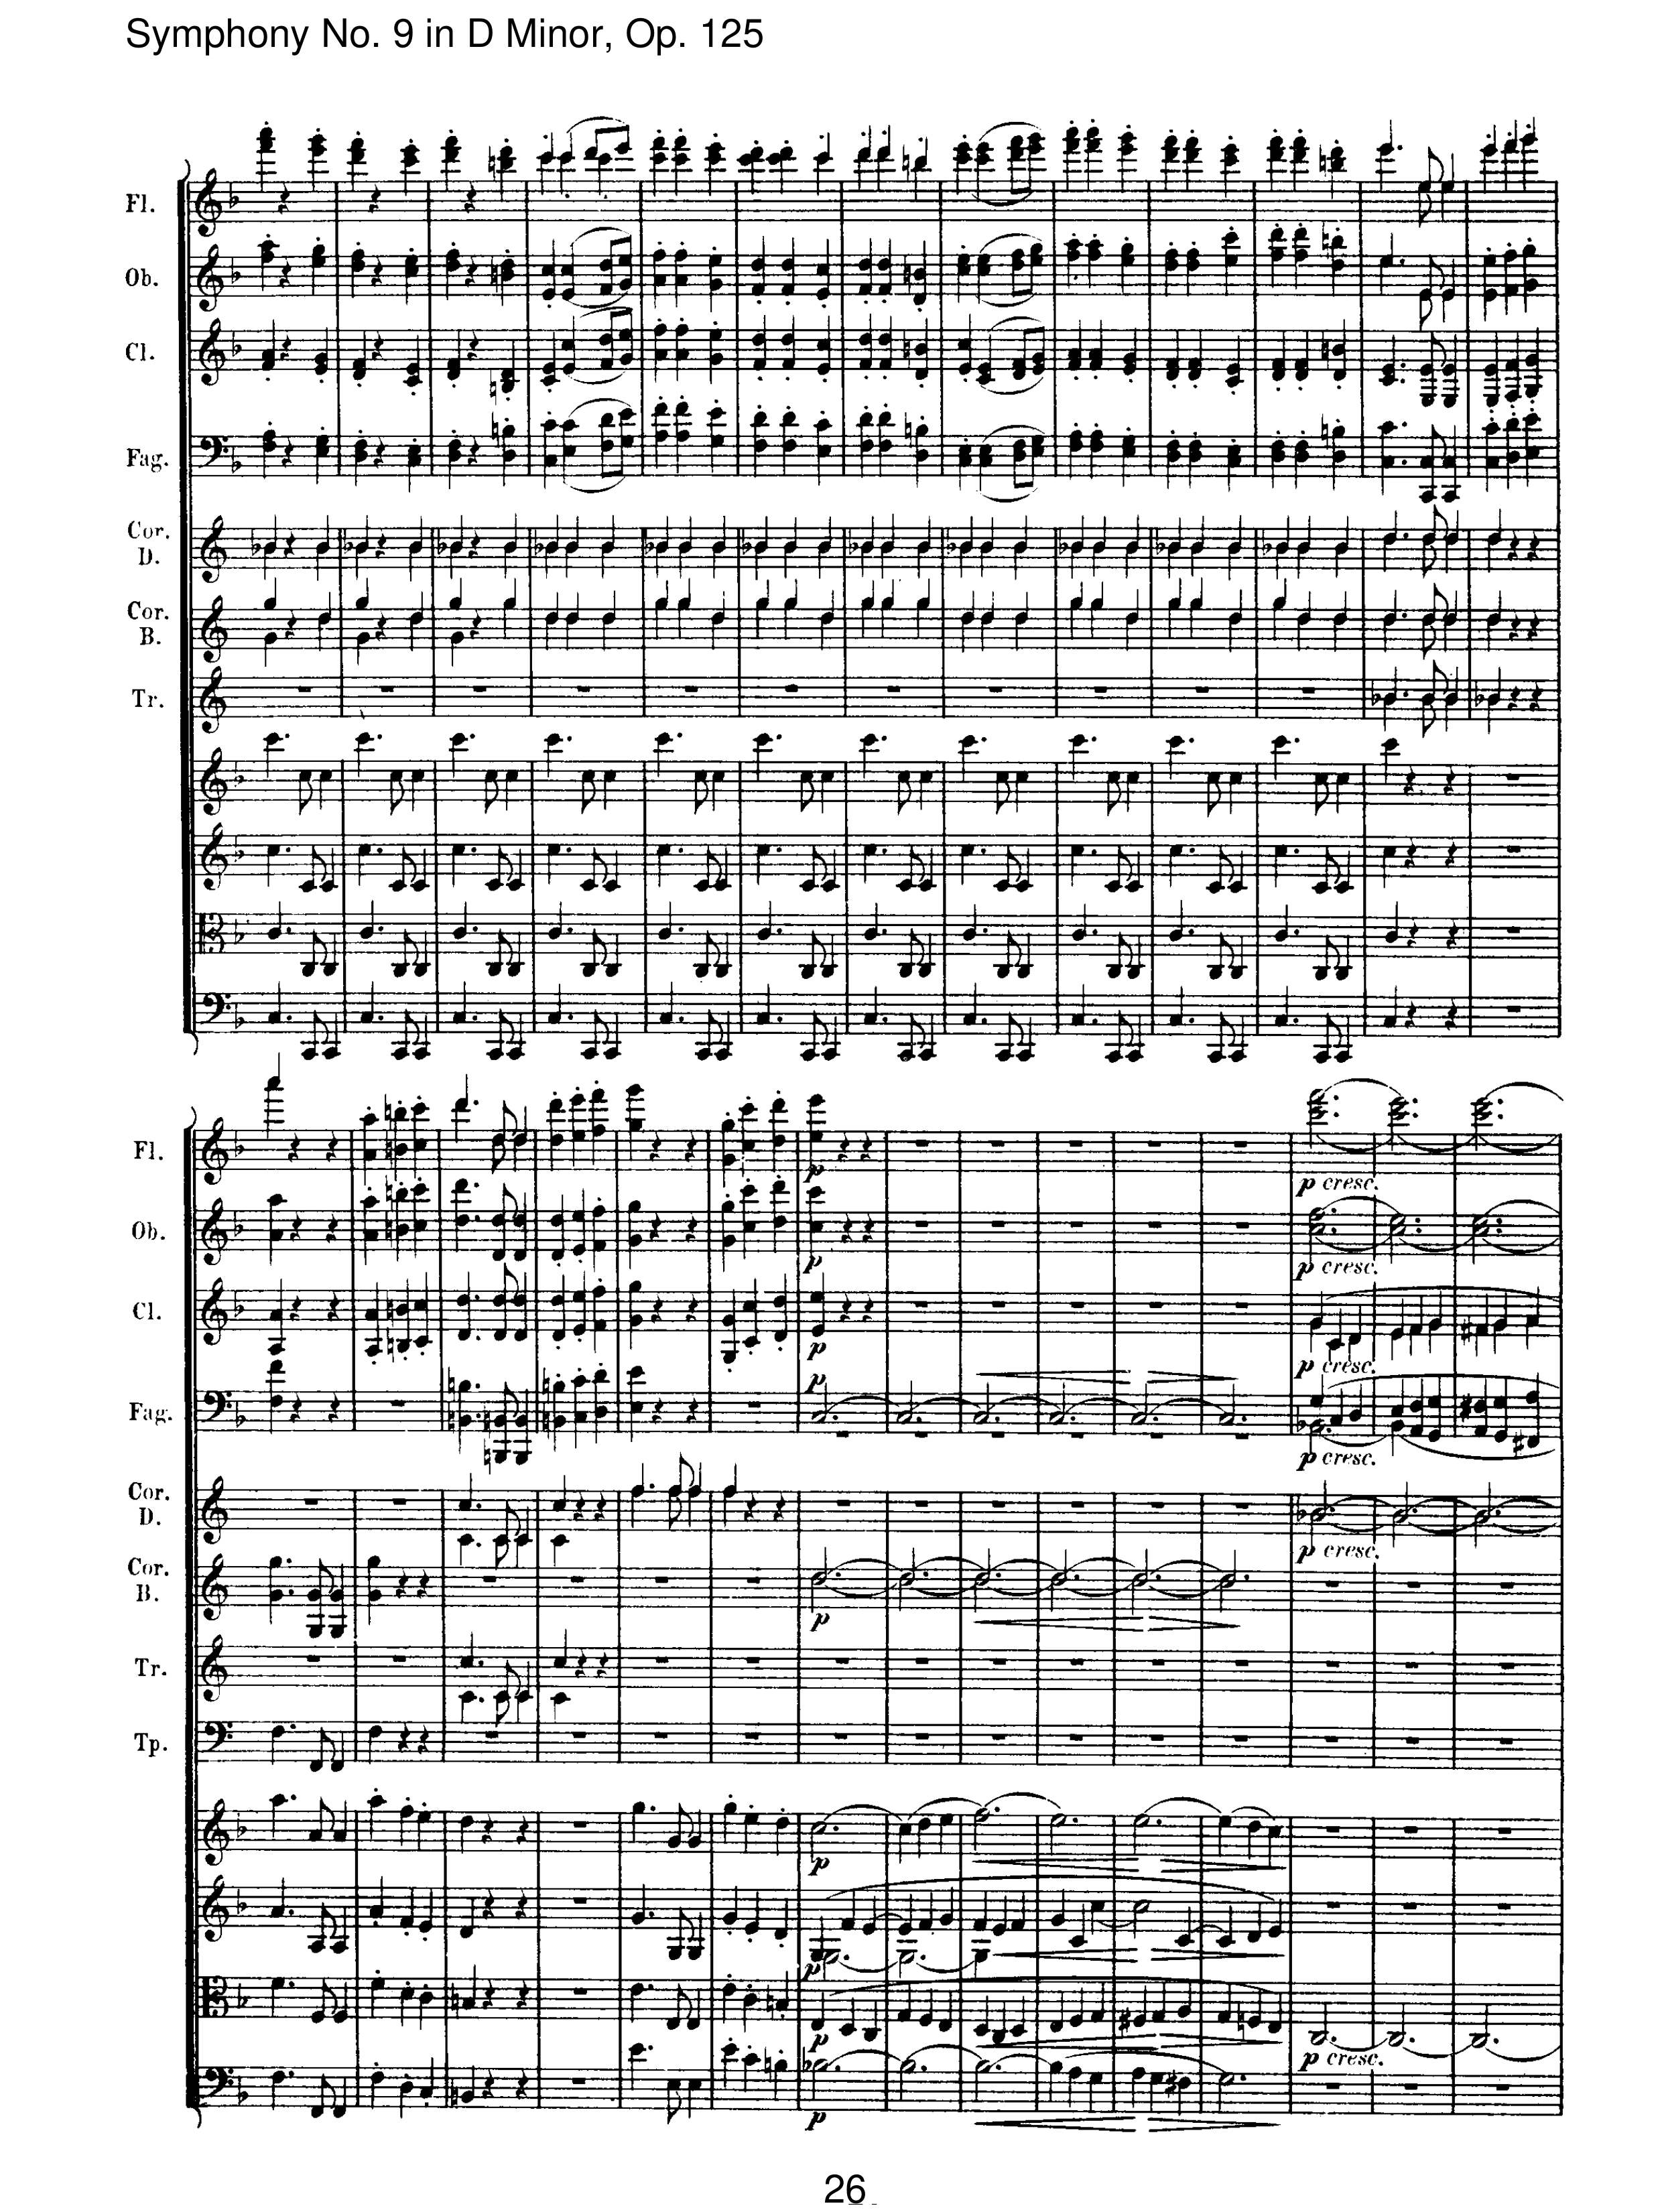 Symphony No. 9 in D Minor, Op. 125
Fl.
Ob.
Cl.
Fag.
Cor.
D.
Cor.
B.
Tr.
Fl.
p
p cresc.
Ob.
p
p cresc.
Cl.
p
p cresc.
Fag.
p
p cresc.
Cor.
D.
p cresc.
Cor.
B.
p
Tr.
Tp.
p
p
p
p cresc.
p
26